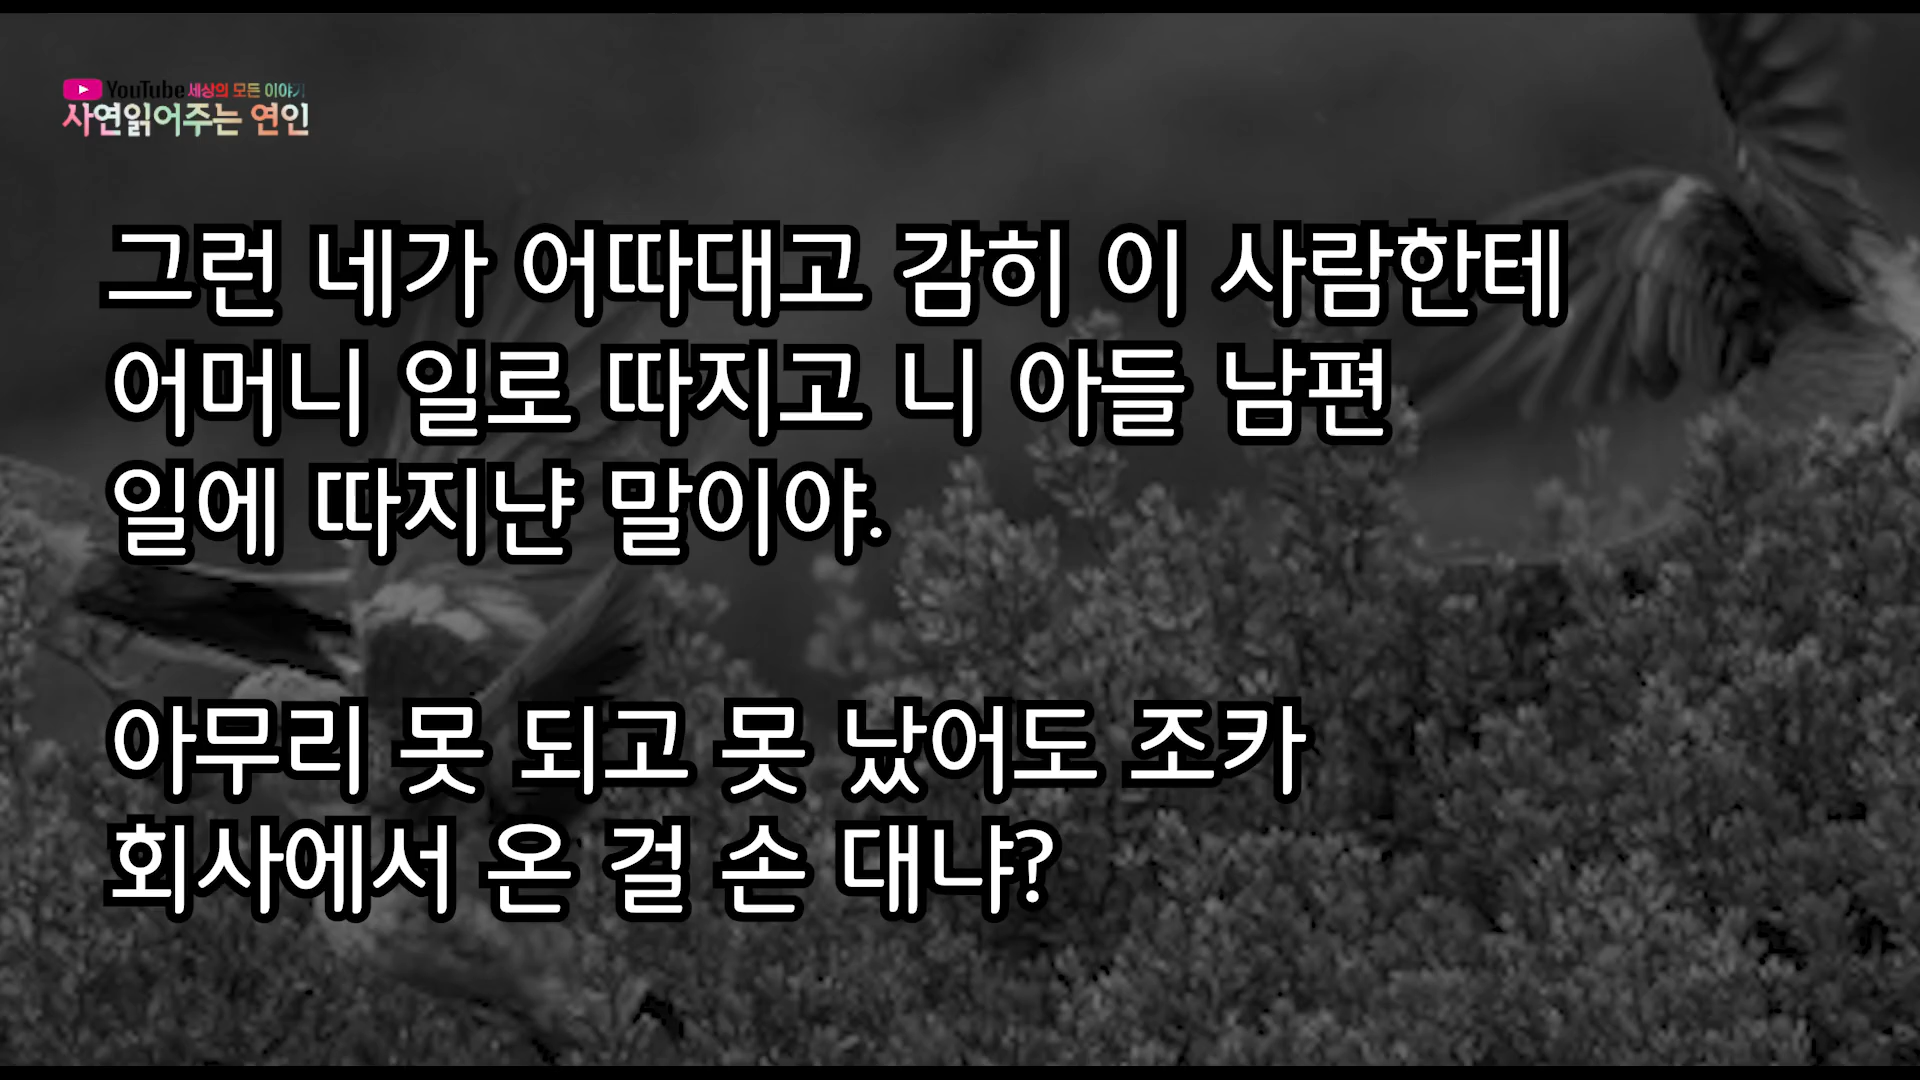 YouTube 세상의 모든 이야기
사연읽어주는 연인
그런 네가 어따대고 감히 이 사람한테
어머니 일로 따지고 니 아들 남편
일에 따지냔 말이야.
아무리 못 되고 못 났어도 조카
회사에서 온 걸 손 대냐?